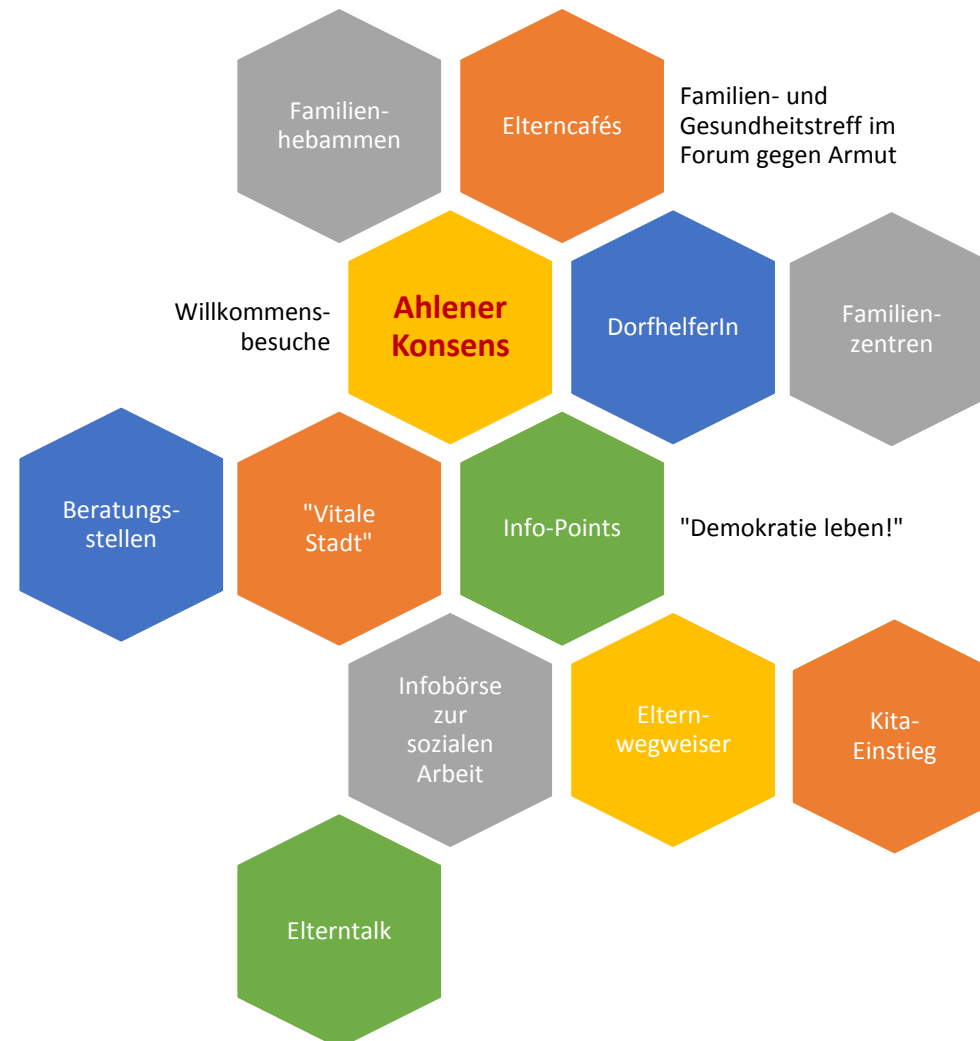 Familien-
hebammen
Elterncafés
Familien- und
Gesundheitstreff im
Forum gegen Armut
Willkommens-
besuche
Ahlener
Konsens
DorfhelferIn
Familien-
zentren
Beratungs-
stellen
"Vitale
Stadt"
Info-Points
"Demokratie leben!"
Infobörse
zur
sozialen
Arbeit
Eltern-
wegweiser
Kita-
Einstieg
Elterntalk